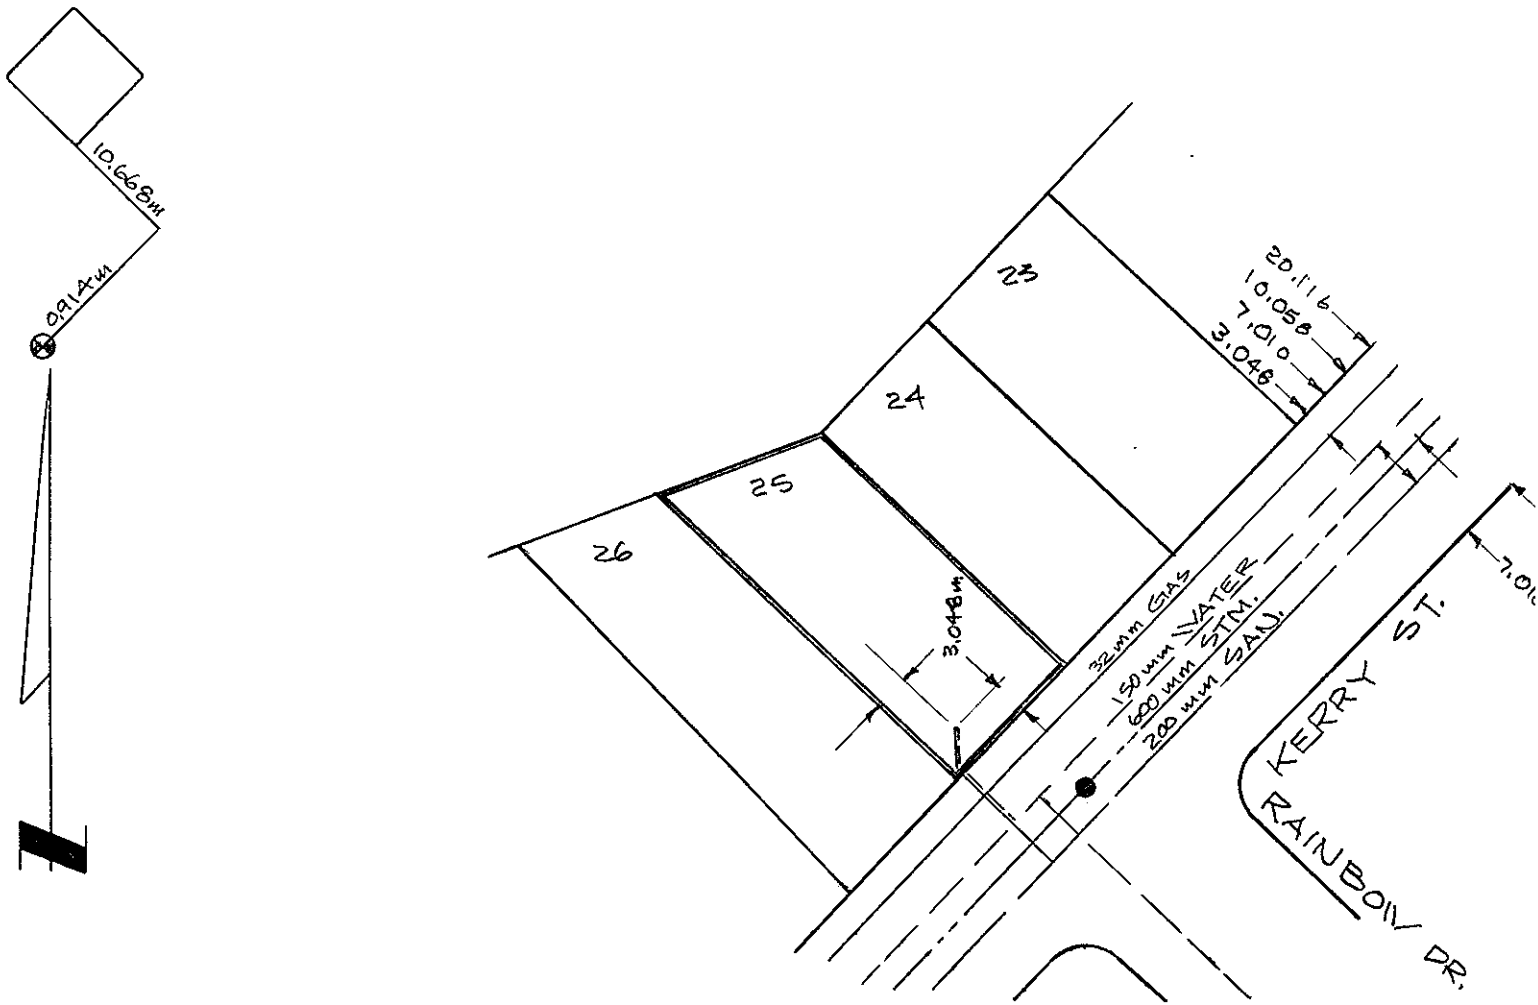 10.668m
0.914m
23
24
25
26
20.116
10.058
7.010
3.048
3.048m
32mm GAS
150mm WATER
600mm STM.
200mm SAN.
KERRY ST.
RAINBOW DR.